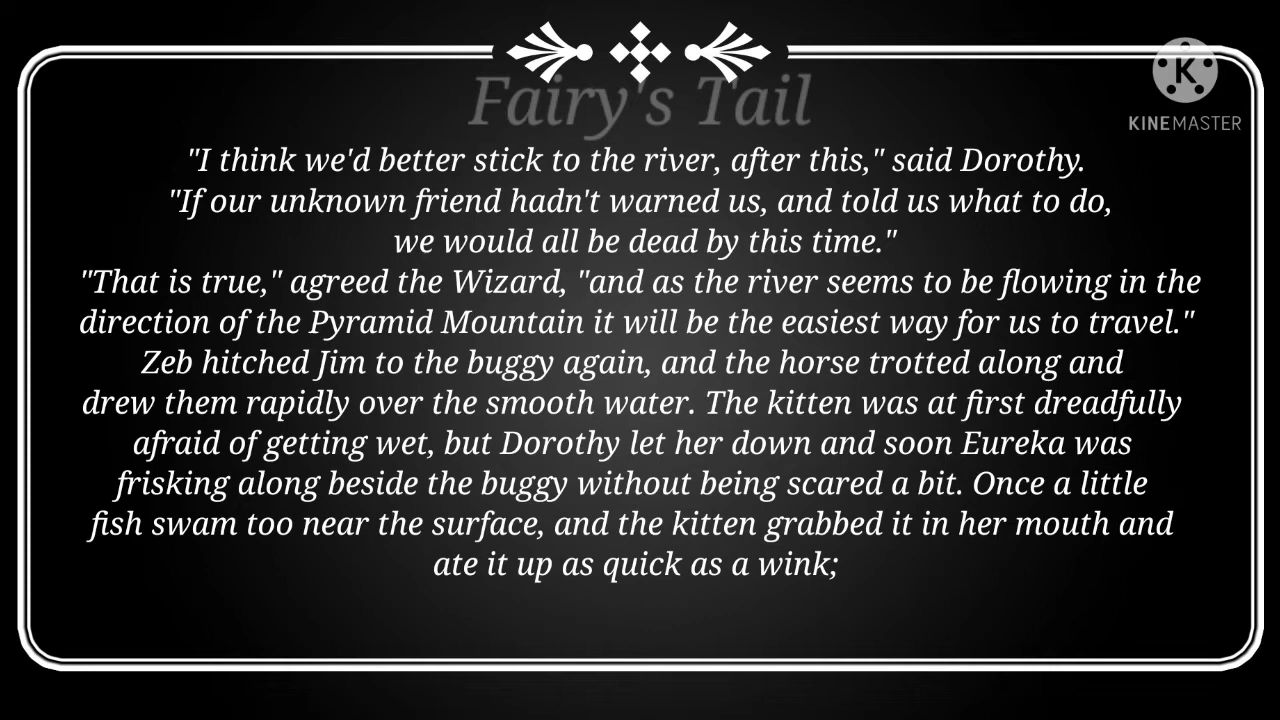 Fairy's Tail
K
KINEMASTER
"I think we'd better stick to the river, after this," said Dorothy.
"If our unknown friend hadn't warned us, and told us what to do,
we would all be dead by this time."
"That is true," agreed the Wizard, "and as the river seems to be flowing in the
direction of the Pyramid Mountain it will be the easiest way for us to travel."
Zeb hitched Jim to the buggy again, and the horse trotted along and
drew them rapidly over the smooth water. The kitten was at first dreadfully
afraid of getting wet, but Dorothy let her down and soon Eureka was
frisking along beside the buggy without being scared a bit. Once a little
fish swam too near the surface, and the kitten grabbed it in her mouth and
ate it up as quick as a wink;